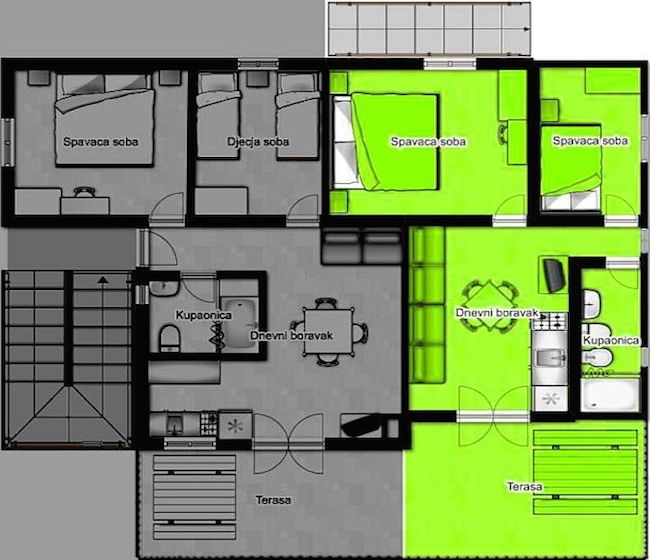 Spavaca soba
Djecja soba
Spavaca soba
Spavaca soba
Kupaonica
Dnevni boravak
Dnevni boravak
Kupaonica
Terasa
Terasa